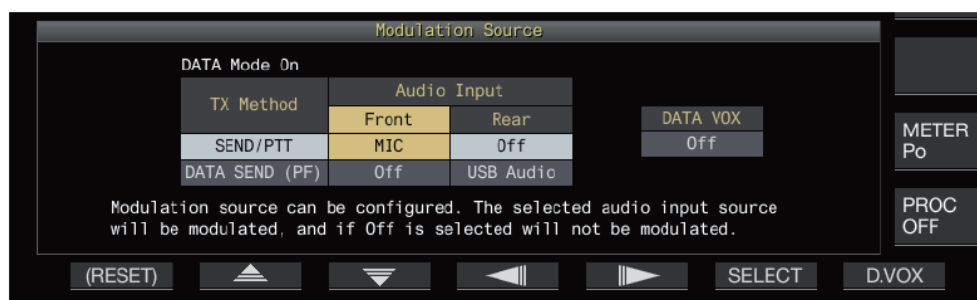 Modulation Source
DATA Mode On
TX Method
Audio Input
Front Rear
DATA VOX
SEND/PTT MIC Off
Off
DATA SEND (PF) Off USB Audio
METER
Po
Modulation source can be configured. The selected audio input source
will be modulated, and if Off is selected will not be modulated.
PROC
OFF
(RESET) SELECT D.VOX